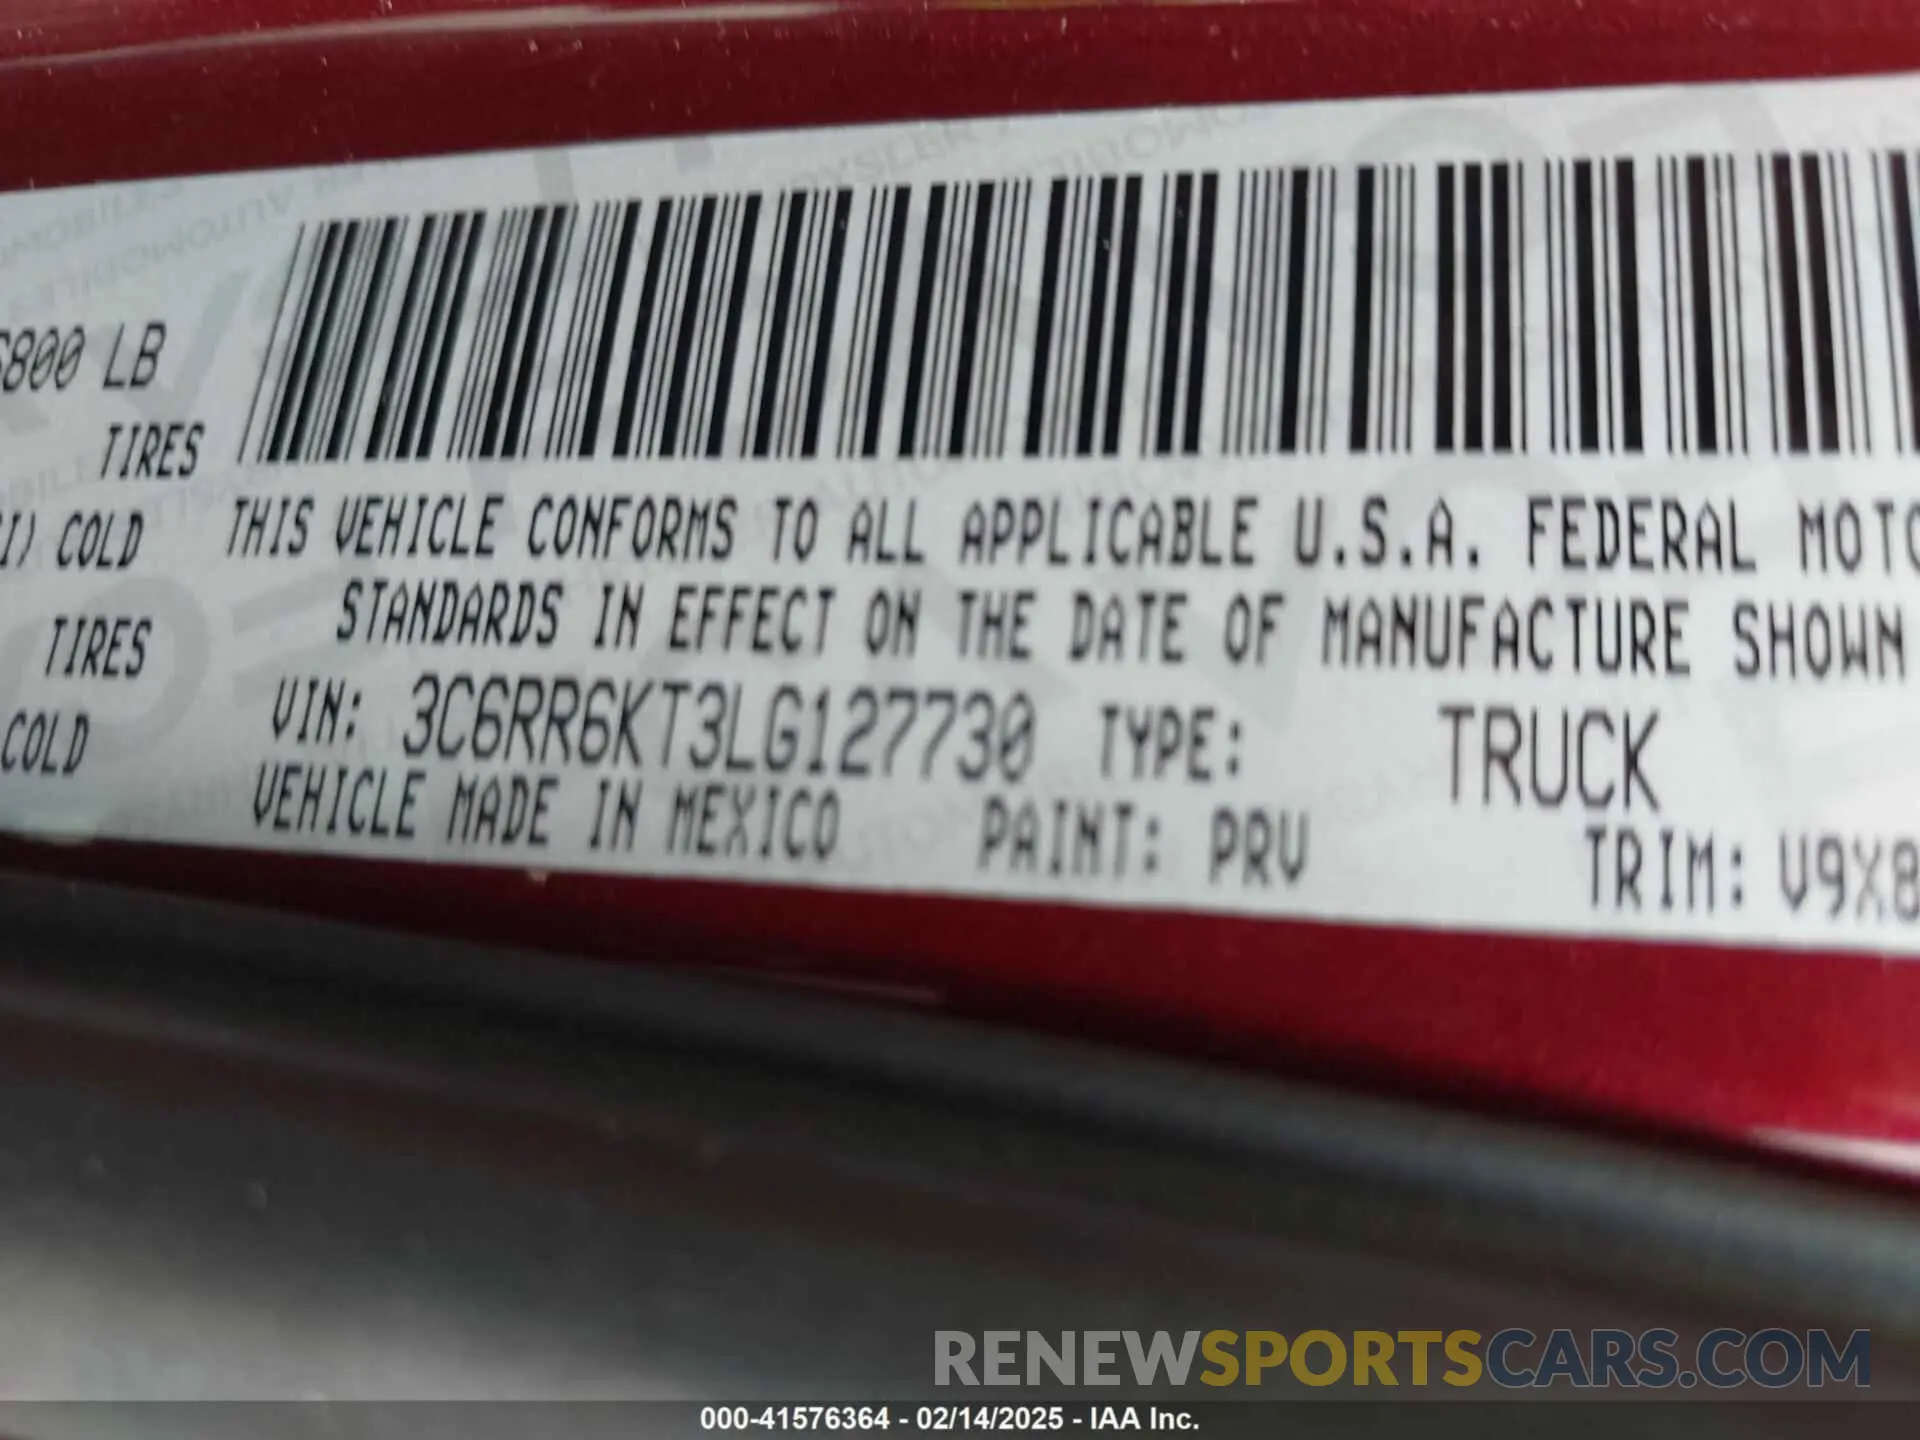 6800 LB
TIRES
COLD
TIRES
COLD
THIS VEHICLE CONFORMS TO ALL APPLICABLE U.S.A. FEDERAL MOTO
STANDARDS IN EFFECT ON THE DATE OF MANUFACTURE SHOWN
VIN: 3C6RR6KT3LG127730 TYPE: TRUCK
VEHICLE MADE IN MEXICO PAINT: PRV TRIM: V9X8
RENEWSPORTSCARS.COM
000-41576364 - 02/14/2025 - IAA Inc.